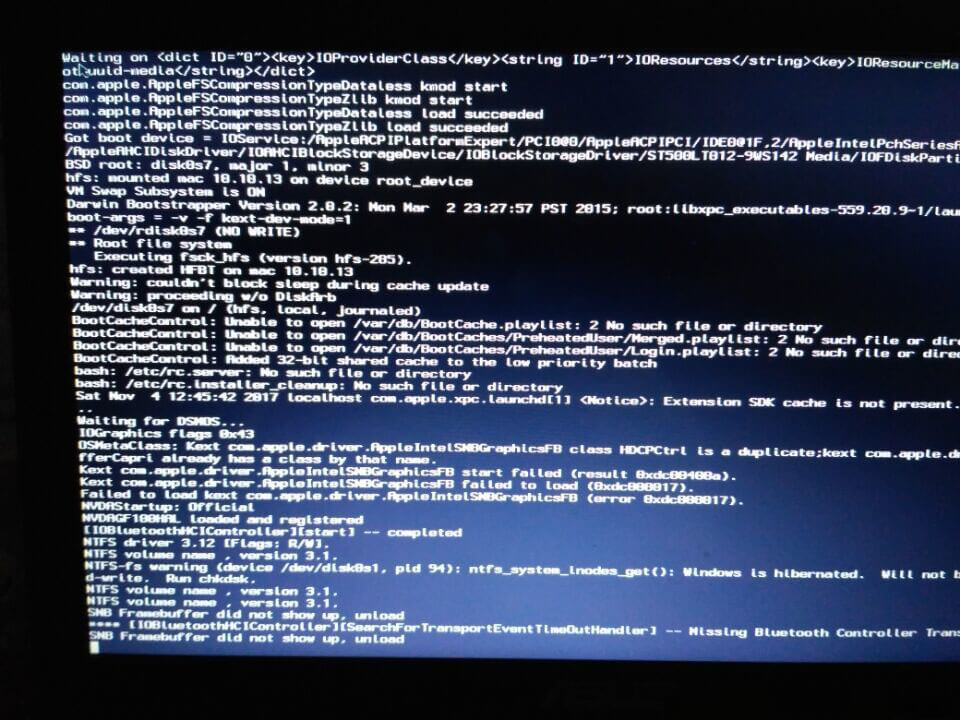 Waiting on <dict ID="0"><key>IOProviderClass</key><string ID="1">IOResources</string><key>IOResourceMa
ot-uuid-media</string></dict>
com.apple.AppleFSCompressionTypeDataless kmod start
com.apple.AppleFSCompressionTypeZlib kmod start
com.apple.AppleFSCompressionTypeDataless load succeeded
com.apple.AppleFSCompressionTypeZlib load succeeded
Got boot device = IOService:/AppleACPIPlatformExpert/PCI0@0/AppleACPIPCI/IDE0@1F,2/AppleIntelPchSeriesA
/AppleAHCIDiskDriver/IOAHCIBlockStorageDevice/IOBlockStorageDriver/ST500LT012-9WS142 Media/IOFDiskParti
BSD root: disk0s7, major 1, minor 3
hfs: mounted mac 10.10.13 on device root_device
VM Swap Subsystem is ON
Darwin Bootstrapper Version 2.0.2: Mon Mar  2 23:27:57 PST 2015; root:libxpc_executables-559.20.9~1/lau
boot-args = -v -f kext-dev-mode=1
** /dev/rdisk0s7 (NO WRITE)
** Root file system
   Executing fsck_hfs (version hfs-285).
hfs: created HFBT on mac 10.10.13
Warning: couldn't block sleep during cache update
Warning: proceeding w/o DiskArb
/dev/disk0s7 on / (hfs, local, journaled)
BootCacheControl: Unable to open /var/db/BootCache.playlist: 2 No such file or directory
BootCacheControl: Unable to open /var/db/BootCaches/PreheatedUser/Merged.playlist: 2 No such file or dire
BootCacheControl: Unable to open /var/db/BootCaches/PreheatedUser/Login.playlist: 2 No such file or direc
BootCacheControl: Added 32-bit shared cache to the low priority batch
bash: /etc/rc.server: No such file or directory
bash: /etc/rc.installer_cleanup: No such file or directory
Sat Nov  4 12:45:42 2017 localhost com.apple.xpc.launchd[1] <Notice>: Extension SDK cache is not present.
..
Waiting for DSMOS...
IOGraphics flags 0x43
OSMetaClass: Kext com.apple.driver.AppleIntelSNBGraphicsFB class HDCPCtrl is a duplicate;kext com.apple.dr
fferCapri already has a class by that name.
Kext com.apple.driver.AppleIntelSNBGraphicsFB start failed (result 0xdc00400a).
Kext com.apple.driver.AppleIntelSNBGraphicsFB failed to load (0xdc008017).
Failed to load kext com.apple.driver.AppleIntelSNBGraphicsFB (error 0xdc008017).
NVDAStartup: Official
NVDAGF100HAL loaded and registered
[IOBluetoothHCIController][start] -- completed
NTFS driver 3.12 [Flags: R/W].
NTFS volume name , version 3.1.
NTFS-fs warning (device /dev/disk0s1, pid 94): ntfs_system_inodes_get(): Windows is hibernated.  Will not b
d-write.  Run chkdsk.
NTFS volume name , version 3.1.
NTFS volume name , version 3.1.
SNB Framebuffer did not show up, unload
**** [IOBluetoothHCIController][SearchForTransportEventTimeOutHandler] -- Missing Bluetooth Controller Trans
SNB Framebuffer did not show up, unload